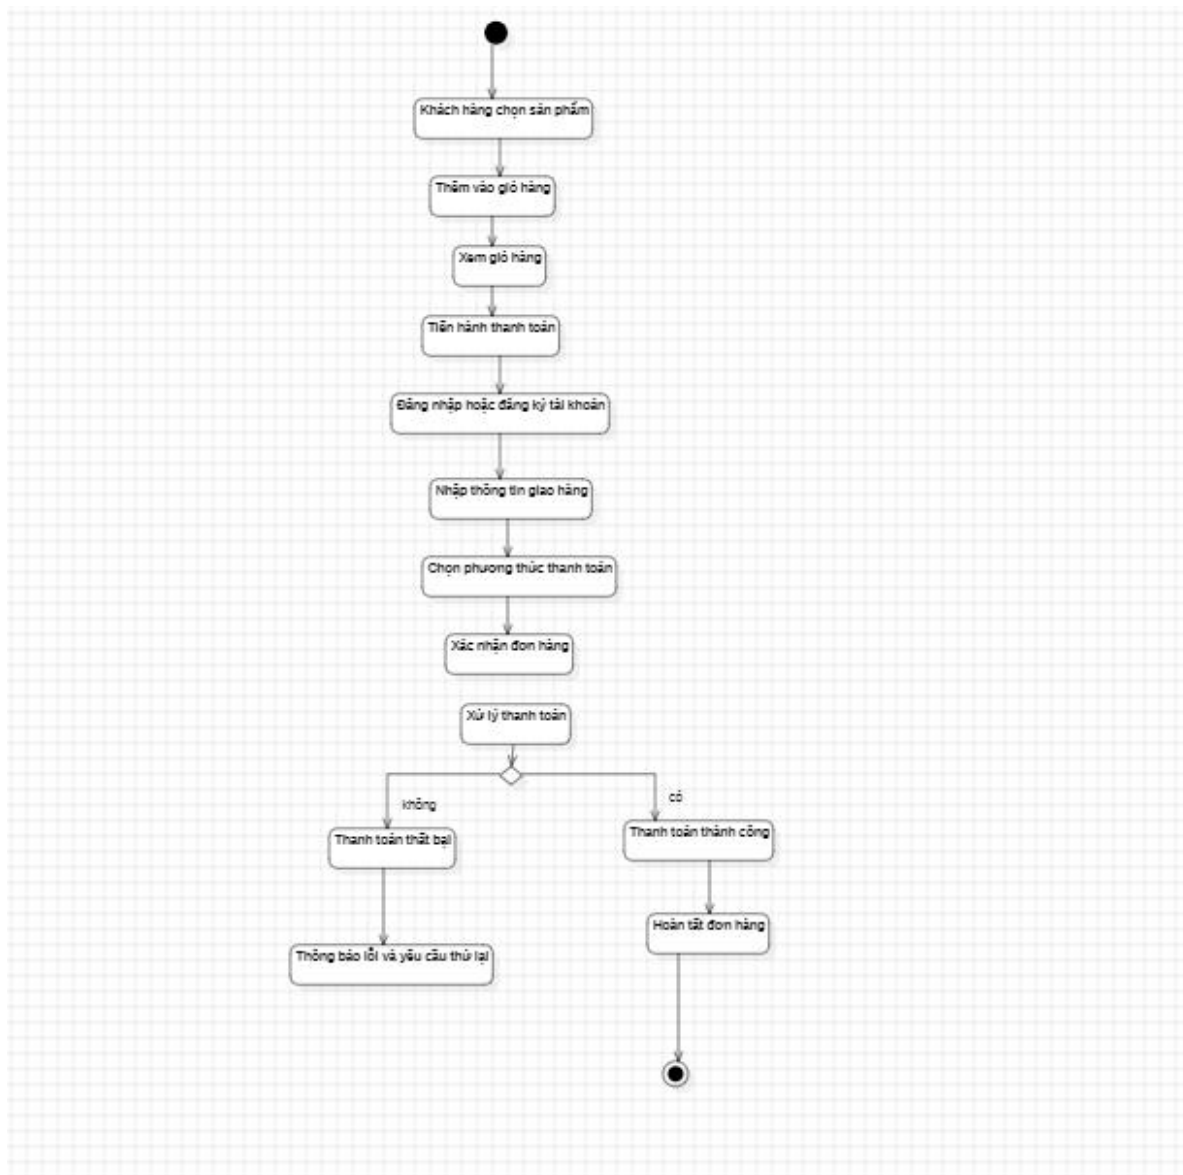 Khách hàng chọn sản phẩm
Thêm vào giỏ hàng
Xem giỏ hàng
Tiến hành thanh toán
Đăng nhập hoặc đăng ký tài khoản
Nhập thông tin giao hàng
Chọn phương thức thanh toán
Xác nhận đơn hàng
Xử lý thanh toán
không
có
Thanh toán thất bại
Thanh toán thành công
Hoàn tất đơn hàng
Thông báo lỗi và yêu cầu thử lại